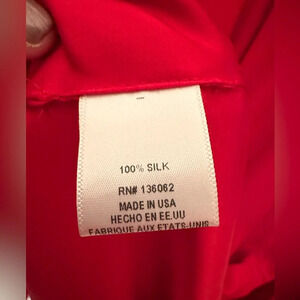 100% SILK
RN# 136062
MADE IN USA
HECHO EN EE.UU
FABRIQUE AUX ETATS-UNIS